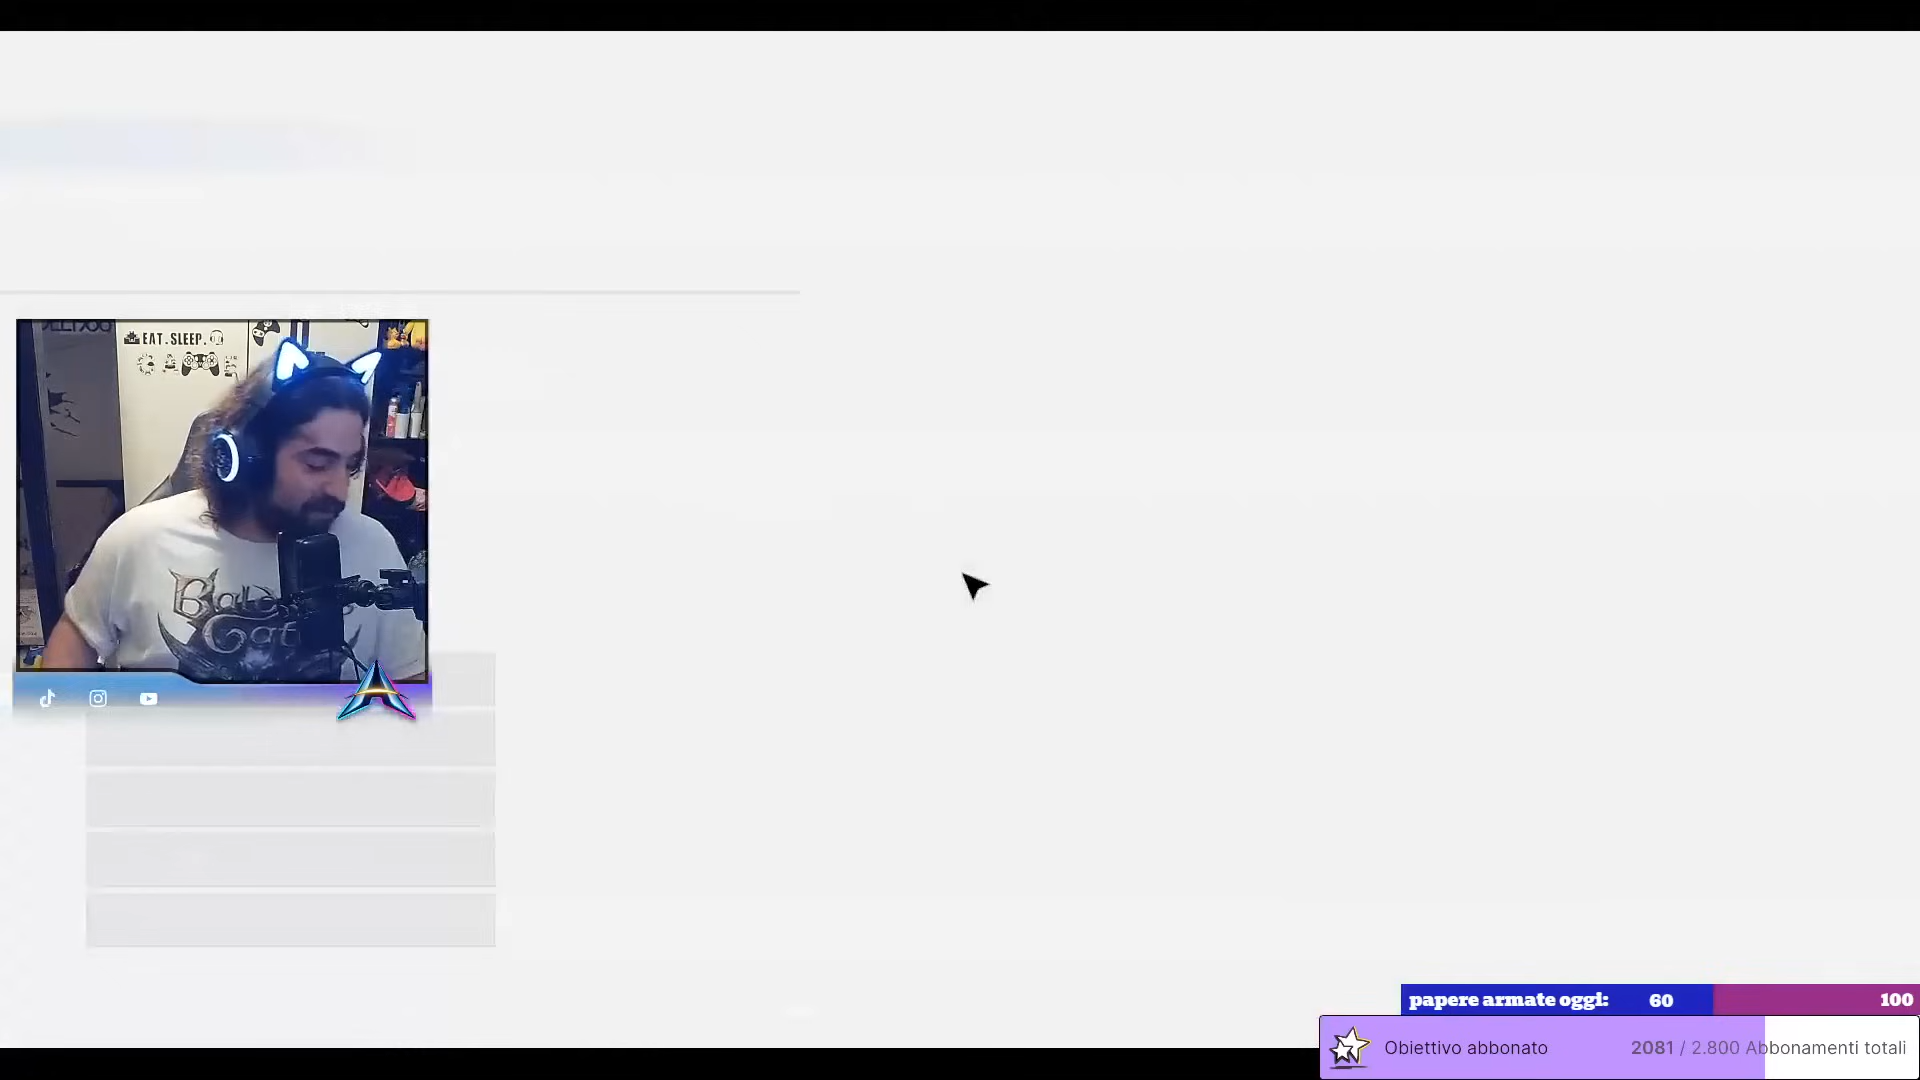 EAT.SLEEP.
papere armate oggi: 60 100
Obiettivo abbonato 2081 / 2.800 Abbonamenti totali